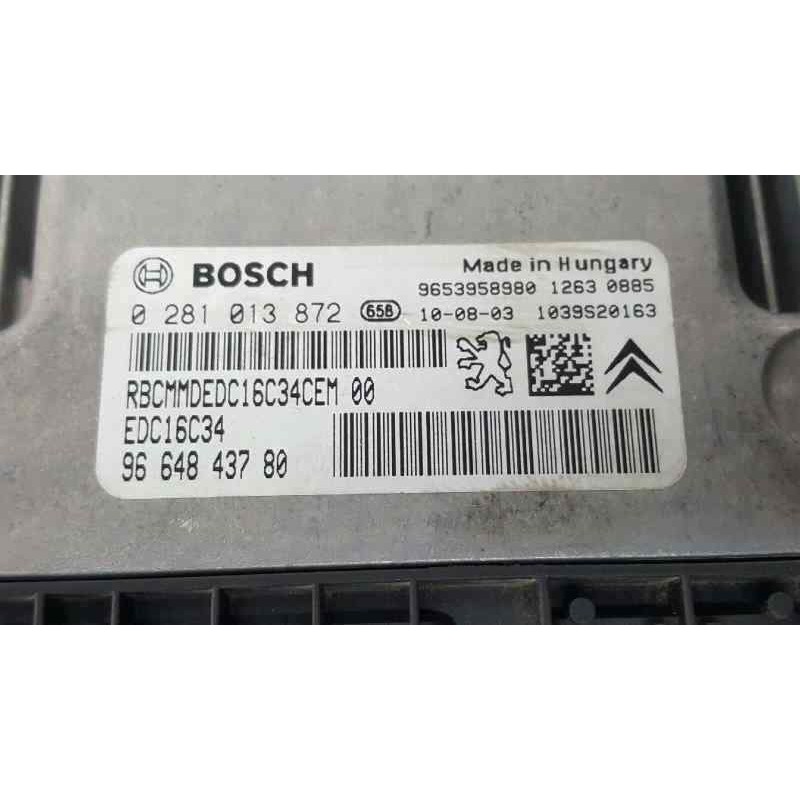 BOSCH
Made in Hungary
9653958980 1263 0885
0 281 013 872 658 10-08-03 1039S20163
RBCMMDEDC16C34CEM 00
EDC16C34
96 648 437 80